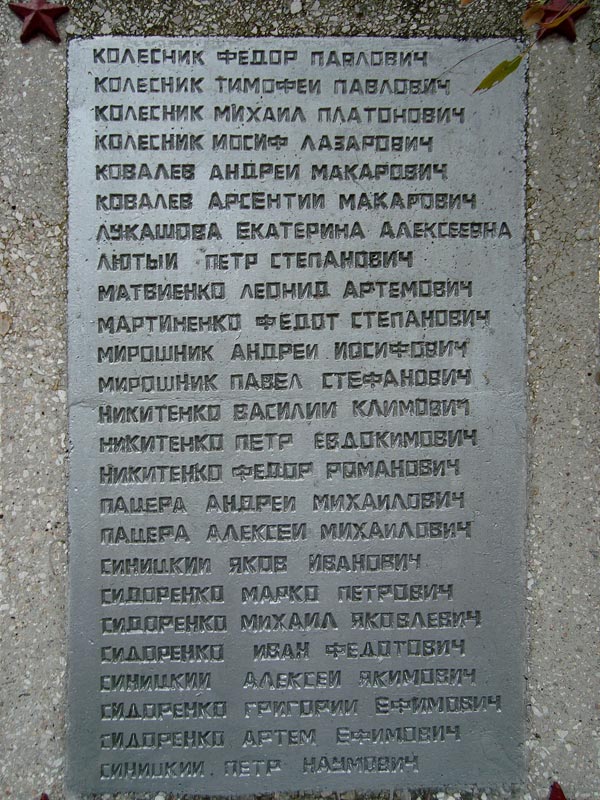 КОЛЕСНИК ФЕДОР ПАВЛОВИЧ
КОЛЕСНИК ТИМОФЕИ ПАВЛОВИЧ
КОЛЕСНИК МИХАИЛ ПЛАТОНОВИЧ
КОЛЕСНИК ИОСИФ ЛАЗАРОВИЧ
КОВАЛЕВ АНДРЕИ МАКАРОВИЧ
КОВАЛЕВ АРСЕНТИИ МАКАРОВИЧ
ЛУКАШОВА ЕКАТЕРИНА АЛЕКСЕЕВНА
ЛЮТЫИ ПЕТР СТЕПАНОВИЧ
МАТВИЕНКО ЛЕОНИД АРТЕМОВИЧ
МАРТИНЕНКО ФЕДОТ СТЕПАНОВИЧ
МИРОШНИК АНДРЕИ ИОСИФОВИЧ
МИРОШНИК ПАВЕЛ СТЕФАНОВИЧ
НИКИТЕНКО ВАСИЛИИ КЛИМОВИЧ
НИКИТЕНКО ПЕТР ЕВДОКИМОВИЧ
НИКИТЕНКО ФЕДОР РОМАНОВИЧ
ПАЦЕРА АНДРЕИ МИХАИЛОВИЧ
ПАЦЕРА АЛЕКСЕИ МИХАИЛОВИЧ
СИНИЦКИИ ЯКОВ ИВАНОВИЧ
СИДОРЕНКО МАРКО ПЕТРОВИЧ
СИДОРЕНКО МИХАИЛ ЯКОВЛЕВИЧ
СИДОРЕНКО ИВАН ФЕДОТОВИЧ
СИНИЦКИИ АЛЕКСЕИ ЯКИМОВИЧ
СИДОРЕНКО ГРИГОРИИ ЕФИМОВИЧ
СИДОРЕНКО АРТЕМ ЕФИМОВИЧ
СИНИЦКИИ ПЕТР НАУМОВИЧ